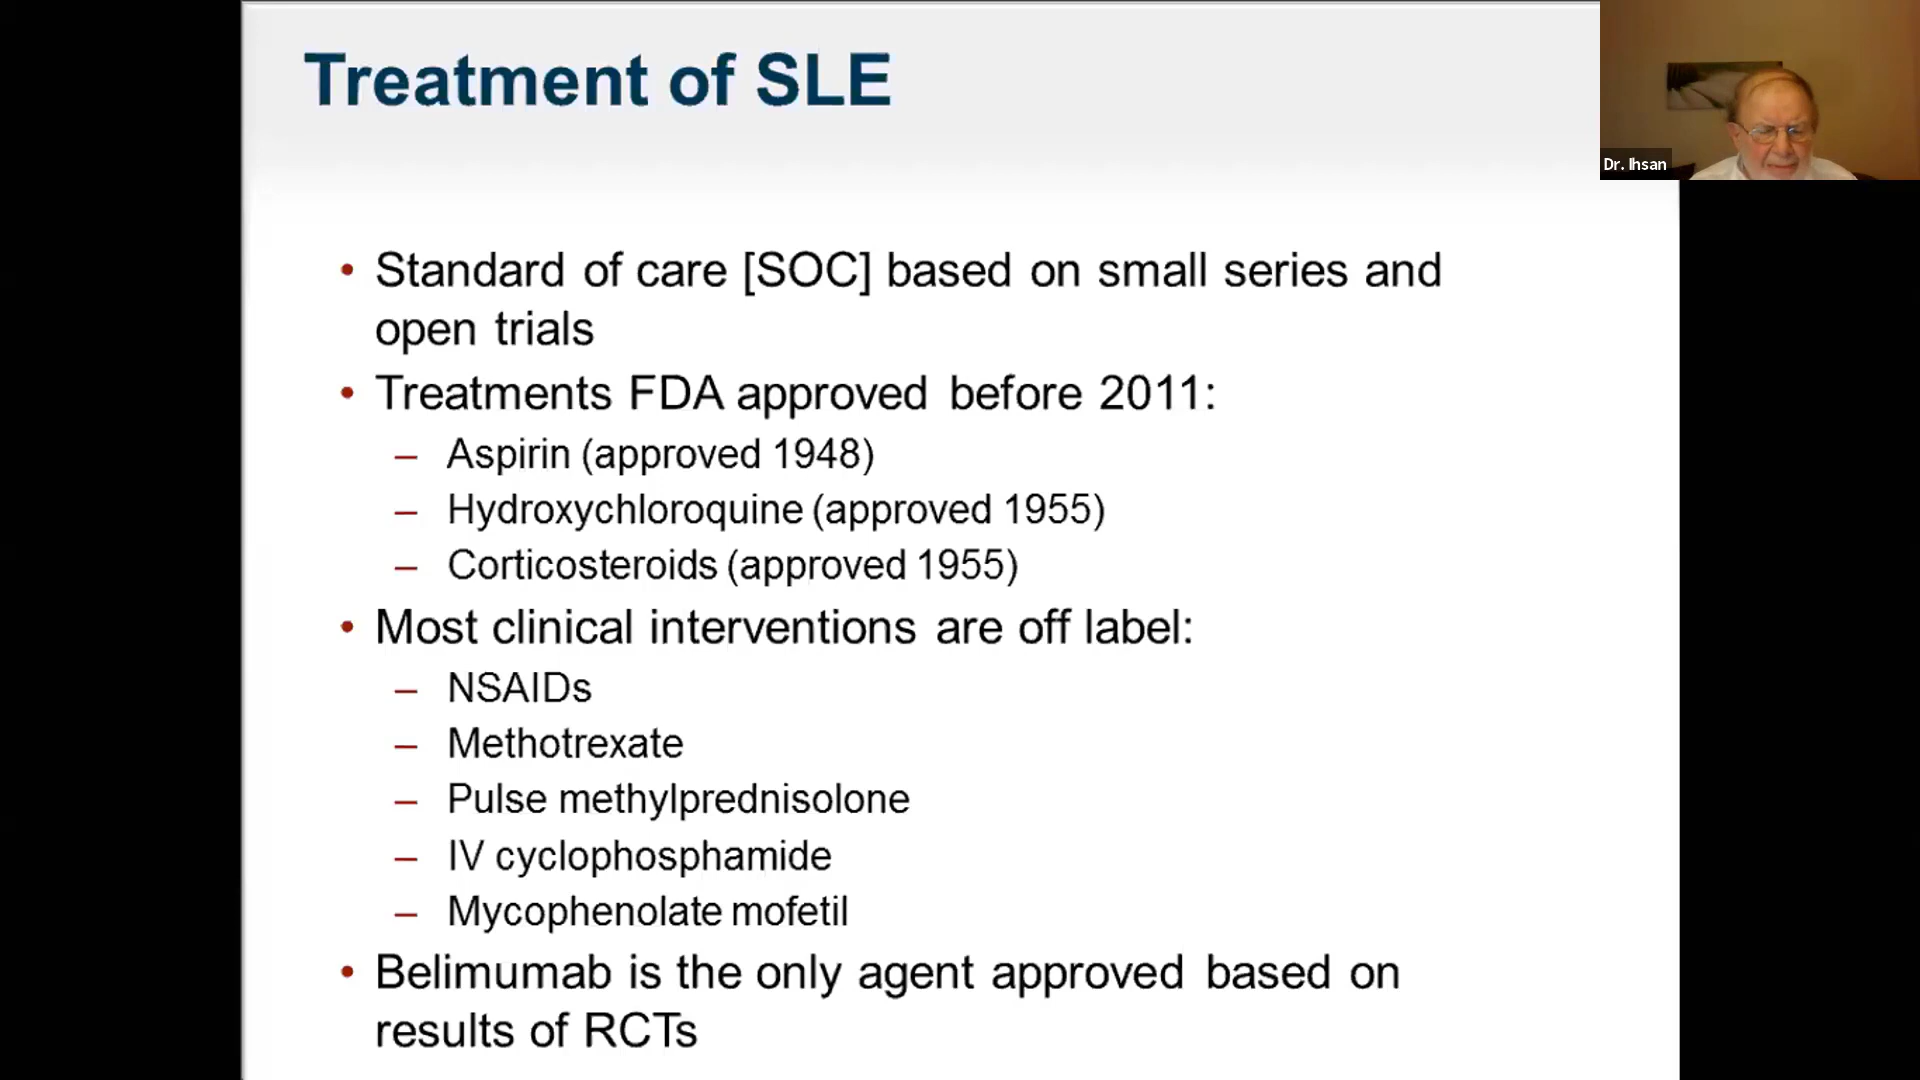 Treatment of SLE
Dr. Ihsan
• Standard of care [SOC] based on small series and
open trials
• Treatments FDA approved before 2011:
– Aspirin (approved 1948)
– Hydroxychloroquine (approved 1955)
– Corticosteroids (approved 1955)
• Most clinical interventions are off label:
– NSAIDs
– Methotrexate
– Pulse methylprednisolone
– IV cyclophosphamide
– Mycophenolate mofetil
• Belimumab is the only agent approved based on
results of RCTs